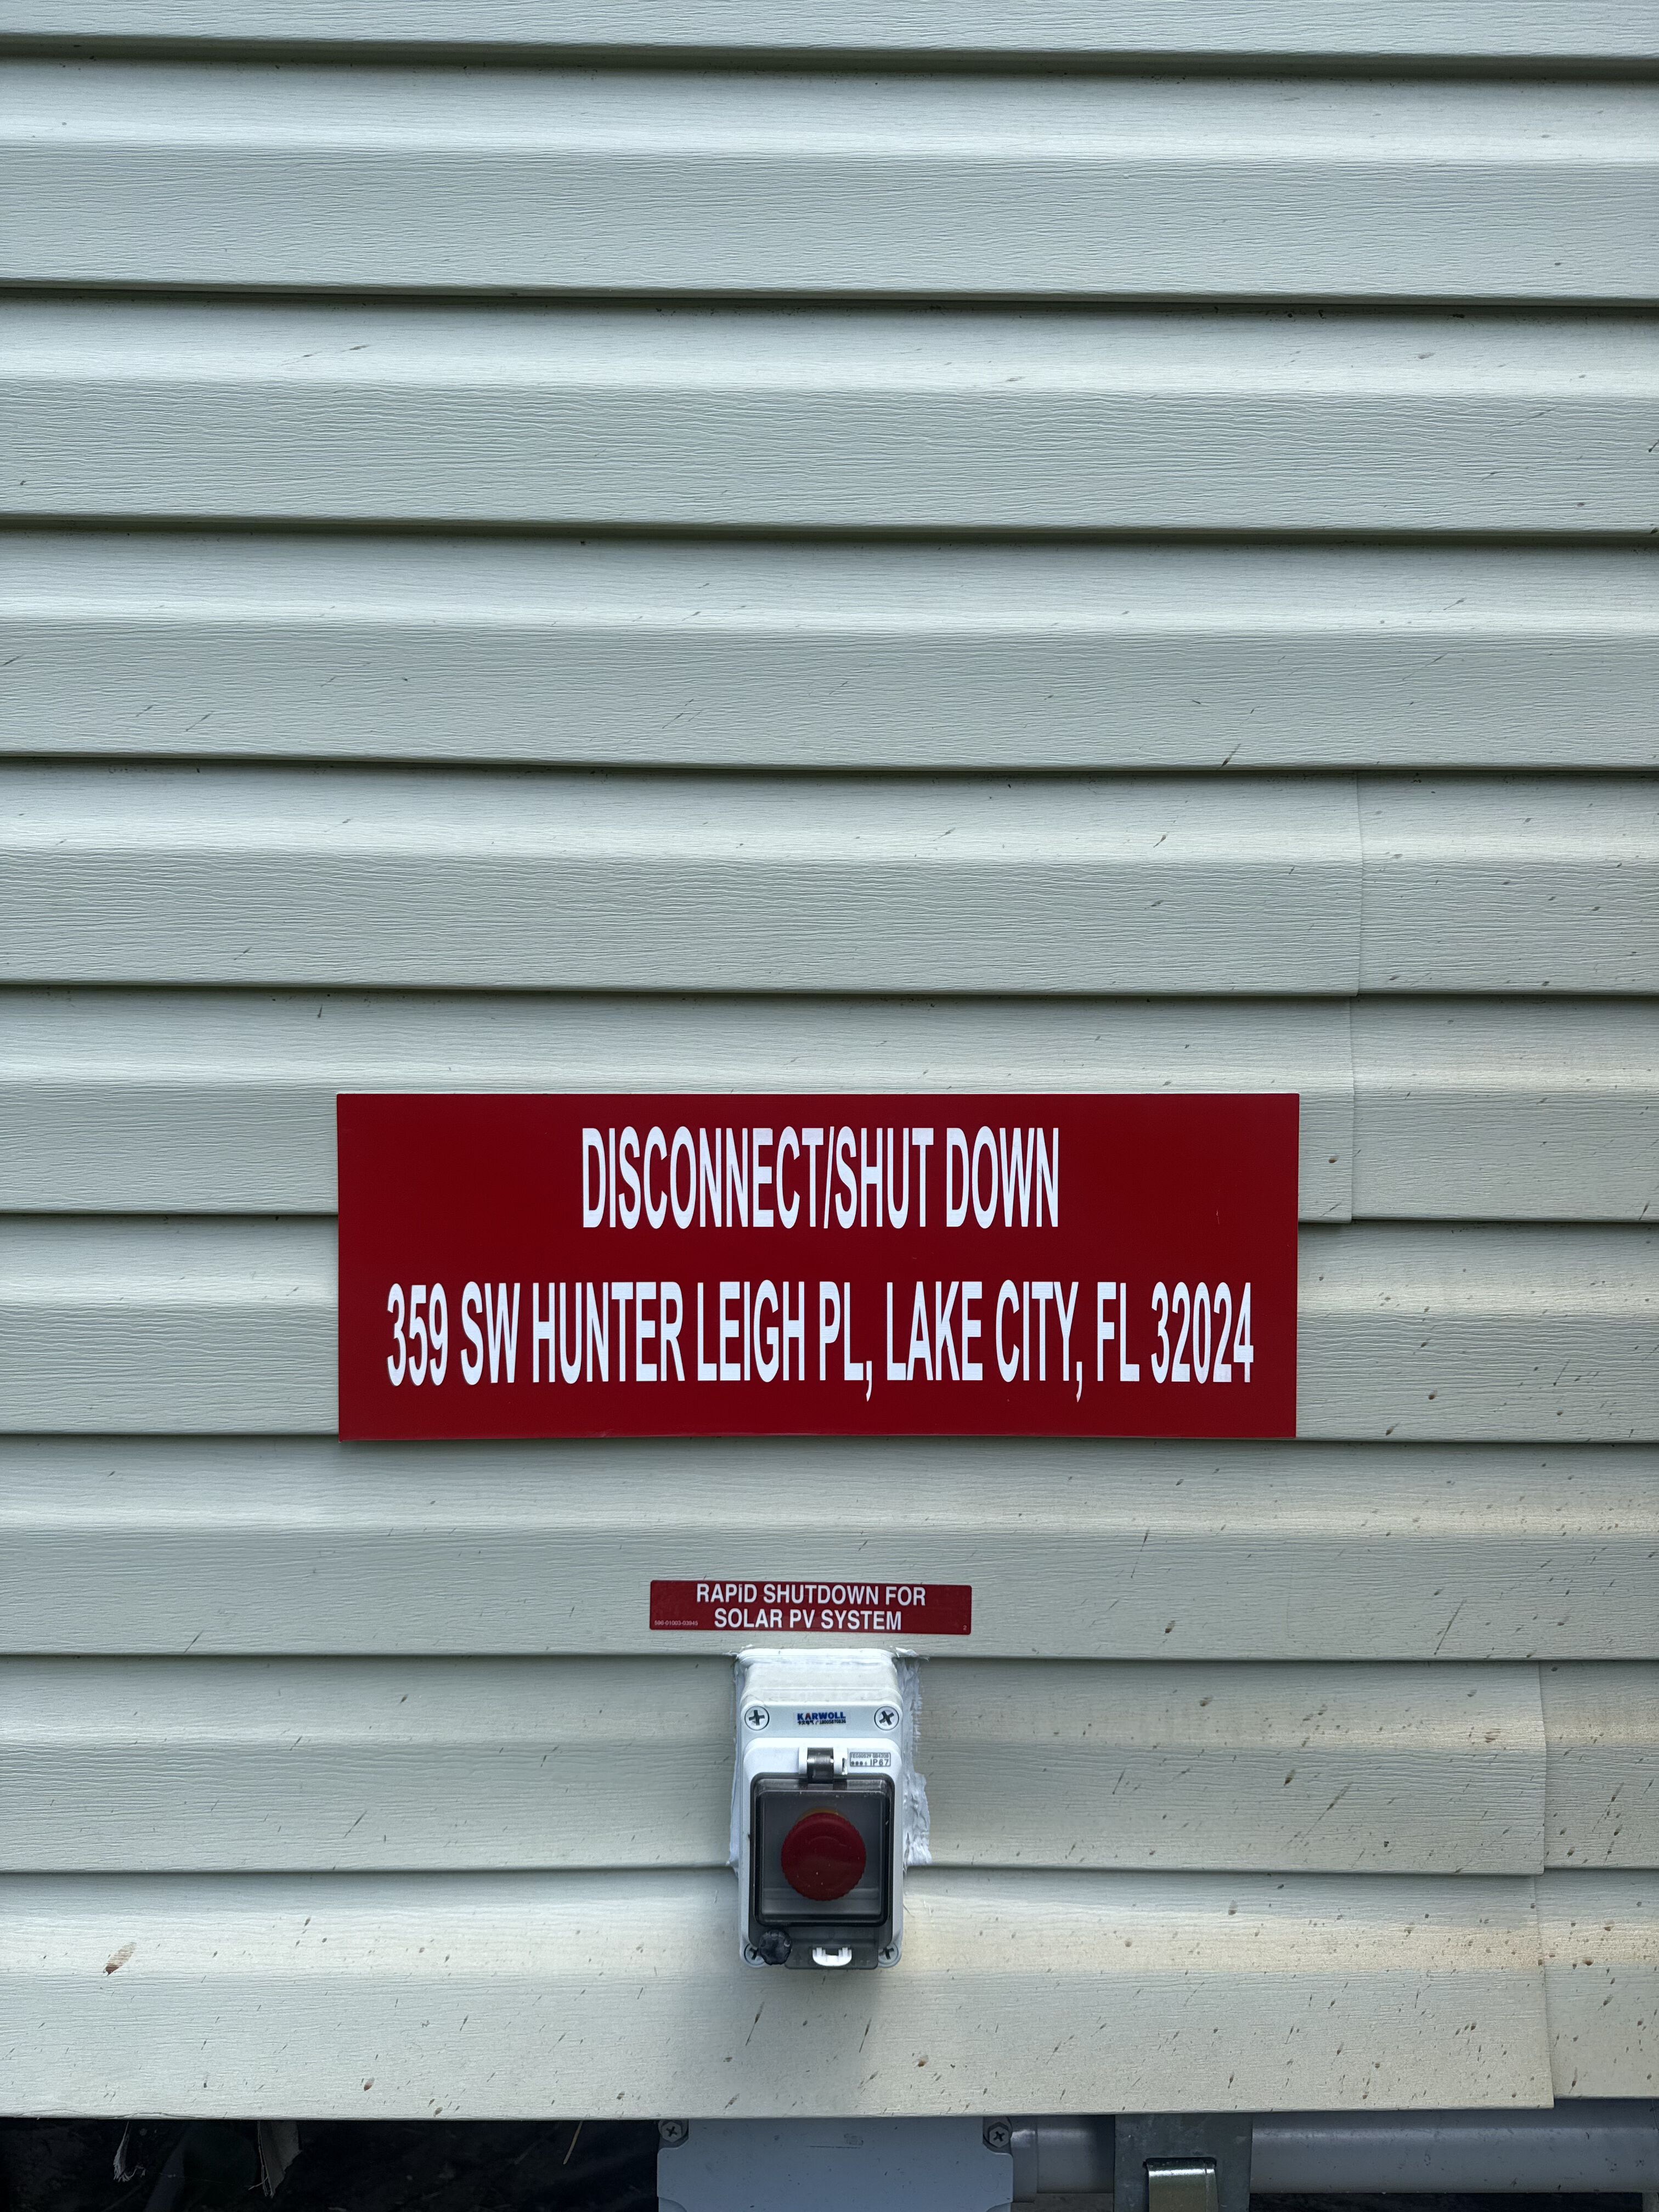 DISCONNECT/SHUT DOWN
359 SW HUNTER LEIGH PL, LAKE CITY, FL 32024
RAPID SHUTDOWN FOR
SOLAR PV SYSTEM
KARWOLL
IP67